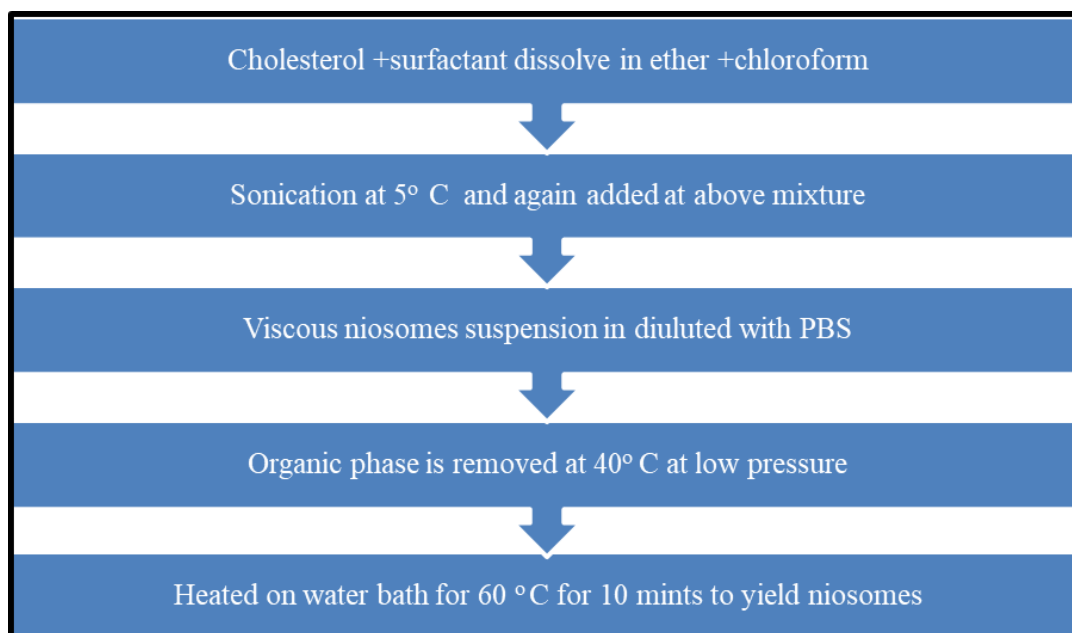 Cholesterol +surfactant dissolve in ether +chloroform
Sonication at 5° C and again added at above mixture
Viscous niosomes suspension in diuluted with PBS
Organic phase is removed at 40° C at low pressure
Heated on water bath for 60 °C for 10 mints to yield niosomes